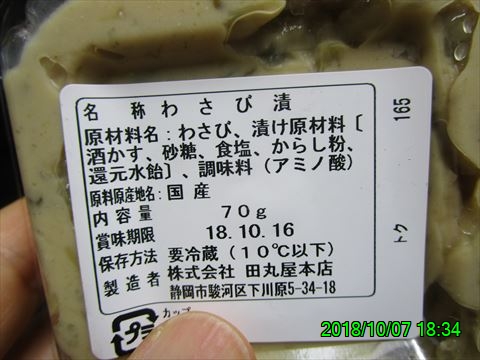 名称わさび漬
原材料名:わさび、漬け原材料〔
酒かす、砂糖、食塩、からし粉、
還元水飴〕、調味料(アミノ酸)
原料原産地名:国産
内容量 70g
賞味期限 18.10.16
保存方法 要冷蔵(10℃以下)
製造者 株式会社 田丸屋本店
静岡市駿河区下川原5-34-18
カップ
プラ
165
トク
2018/10/07 18:34